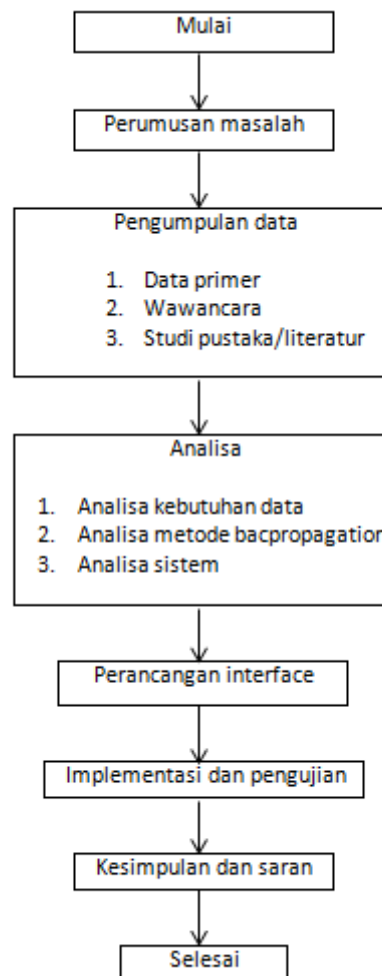 Mulai
Perumusan masalah
Pengumpulan data
1. Data primer
2. Wawancara
3. Studi pustaka/literatur
Analisa
1. Analisa kebutuhan data
2. Analisa metode bacpropagation
3. Analisa sistem
Perancangan interface
Implementasi dan pengujian
Kesimpulan dan saran
Selesai